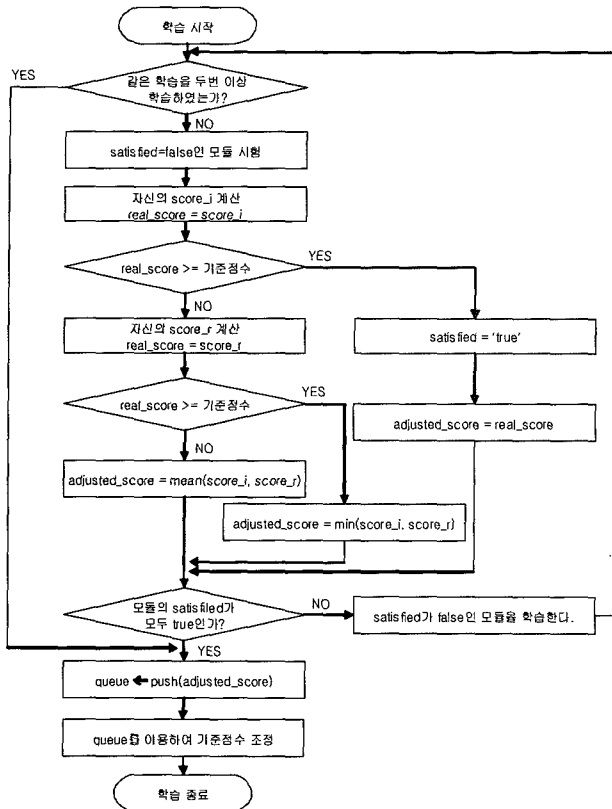 학습 시작
YES
같은 학습을 두번 이상
학습하였는가?
NO
satisfied=false인 모듈 시험
자신의 score_i 계산
real_score = score_i
YES
real_score >= 기준점수
NO
자신의 score_r 계산
real_score = score_r
satisfied = 'true'
YES
real_score >= 기준점수
adjusted_score = real_score
NO
adjusted_score = mean(score_i, score_r)
adjusted_score = min(score_i, score_r)
모듈의 satisfiled가
모두 true인가?
NO
satisfied가 false인 모듈을 학습한다.
YES
queue ← push(adjusted_score)
queue를 이용하여 기준점수 조정
학습 종료